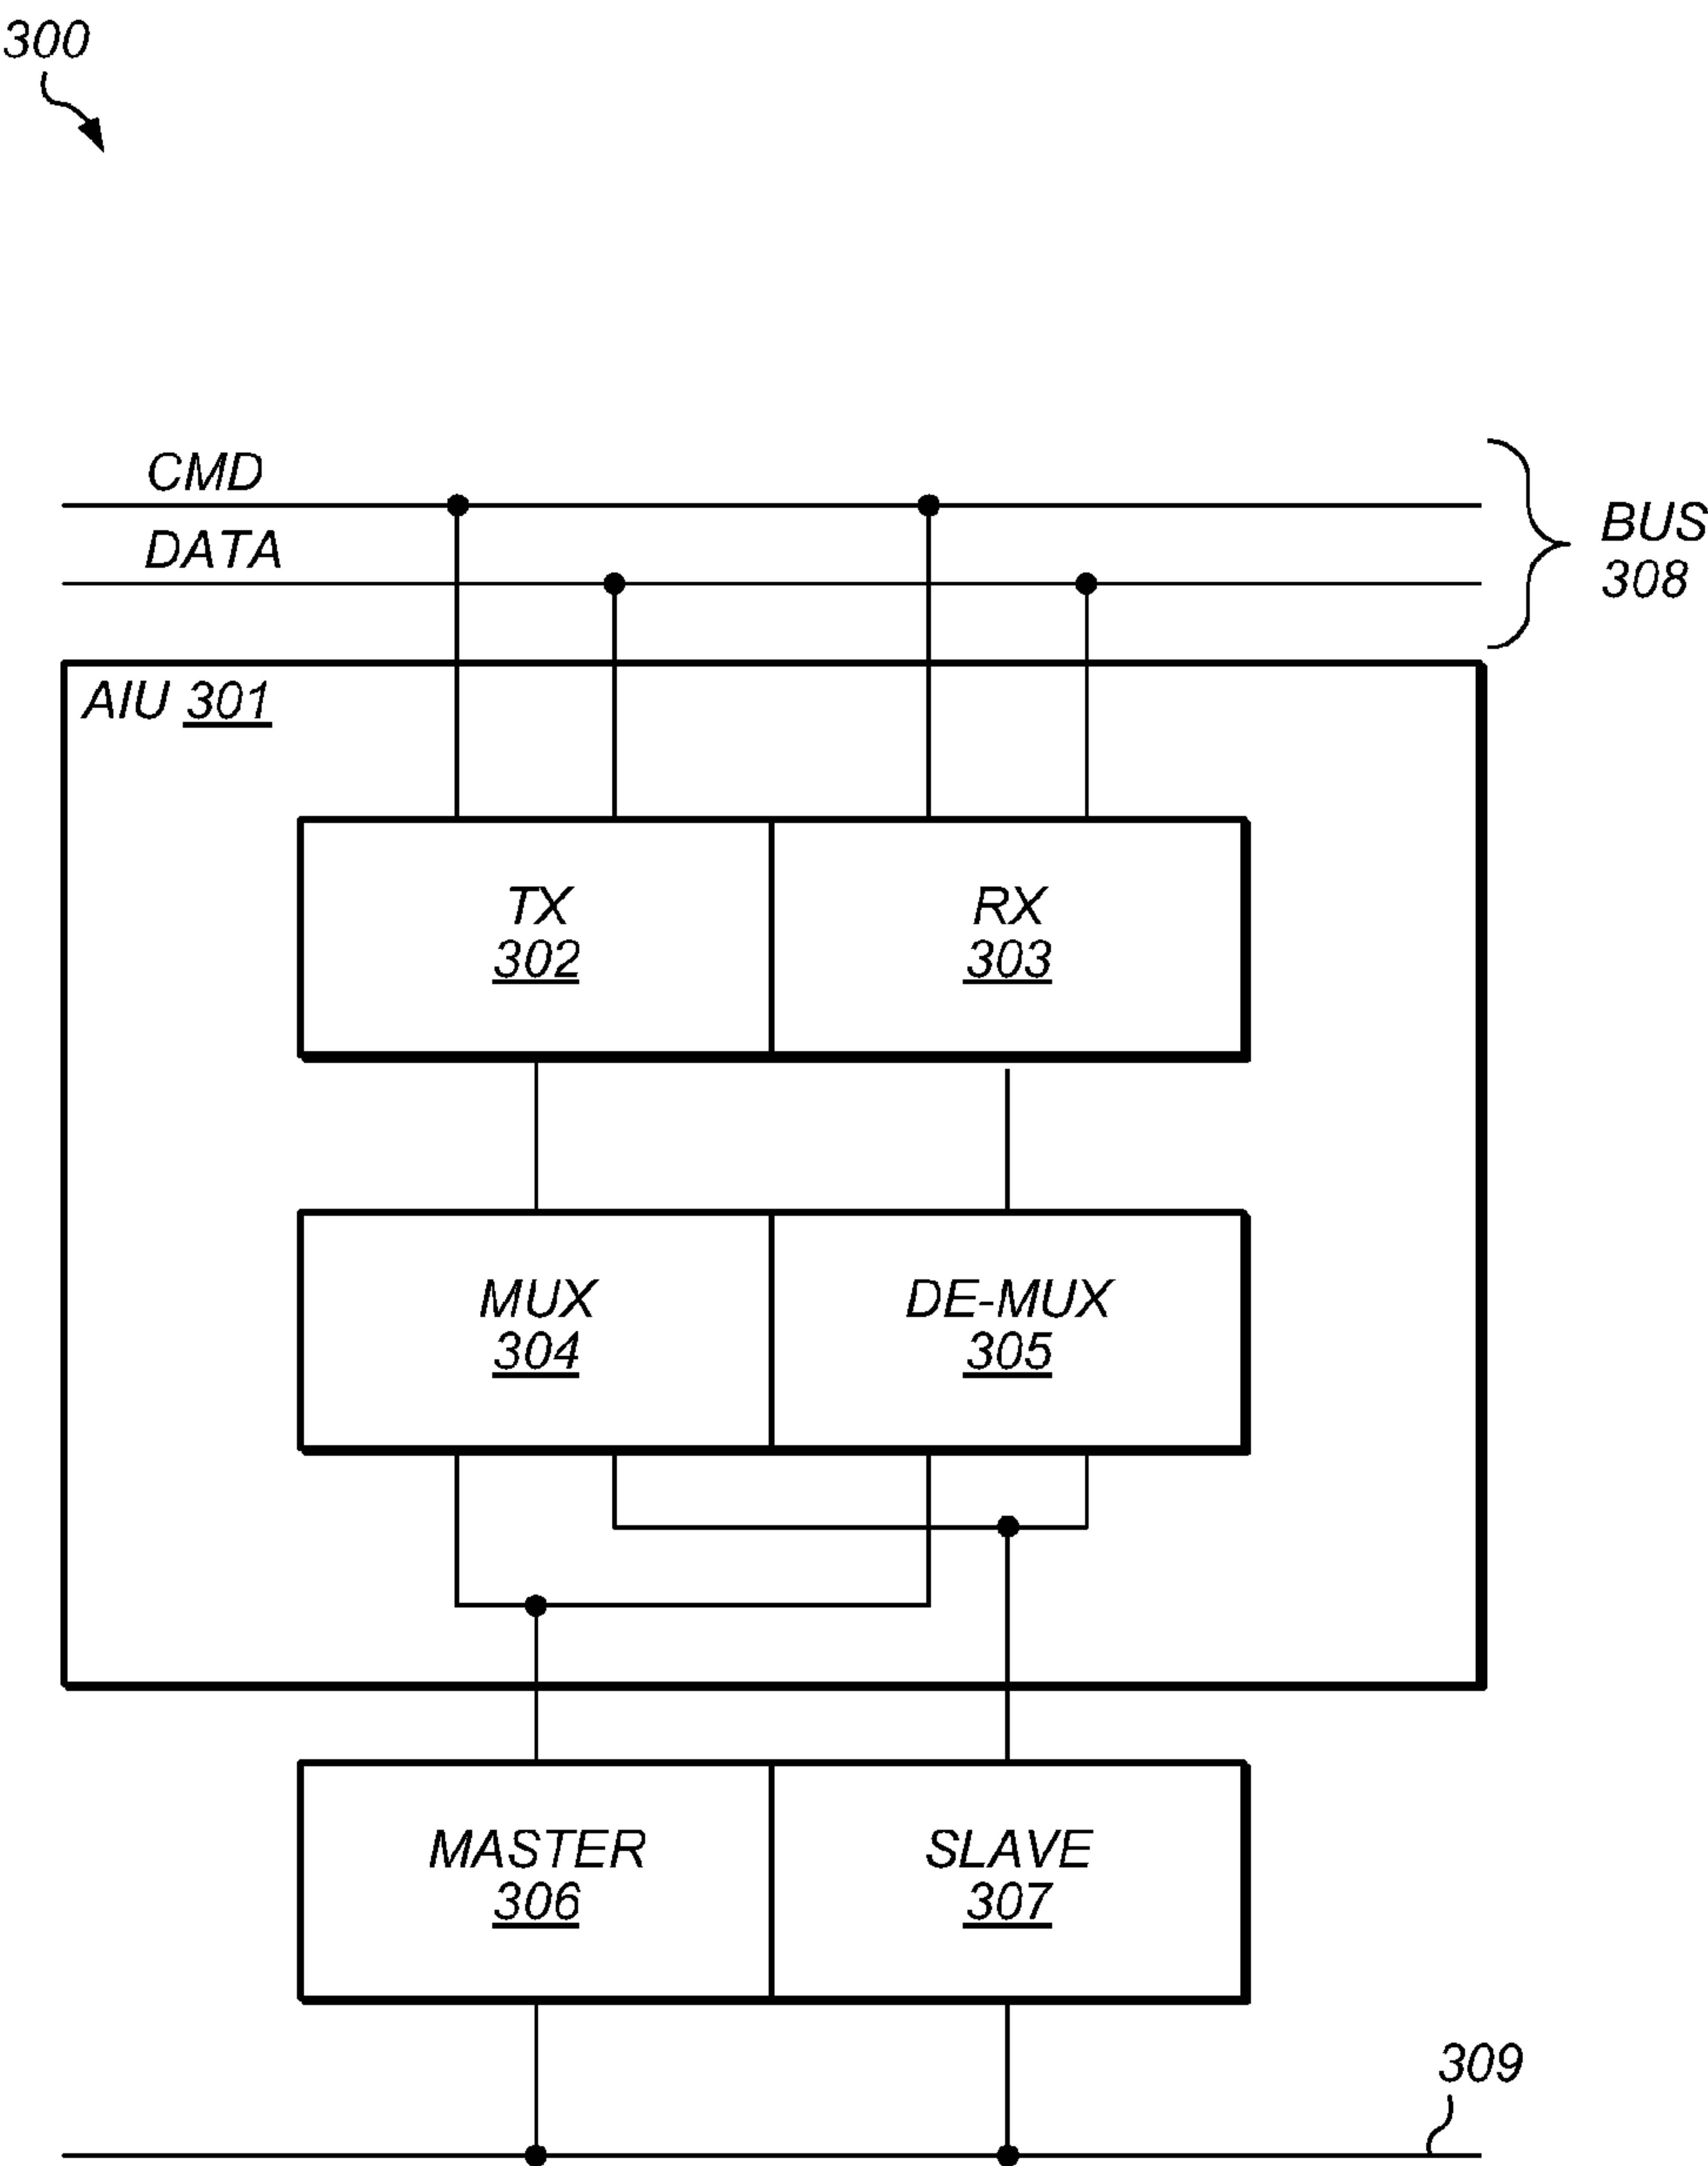 300
CMD
DATA
BUS
308
AIU 301
TX
302
RX
303
MUX
304
DE-MUX
305
MASTER
306
SLAVE
307
309